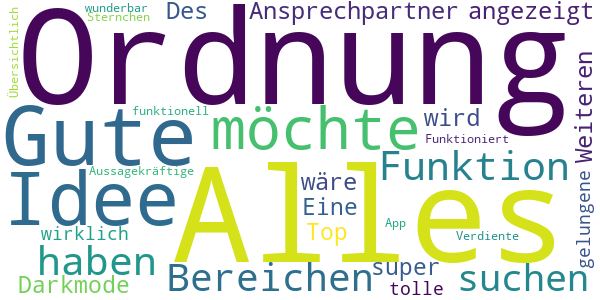 wunderbar
Sternchen
Des
Ansprechpartner
angezeigt
Übersichtlich
Ordnung
funktionell
Gute
möchte
wird
Funktioniert
Weiteren
Aussagekräftige
Idee
Alles
wäre
Funktion
Eine
gelungene
wirklich
Top
App
Verdiente
haben
Bereichen
super
suchen
Darkmode
tolle